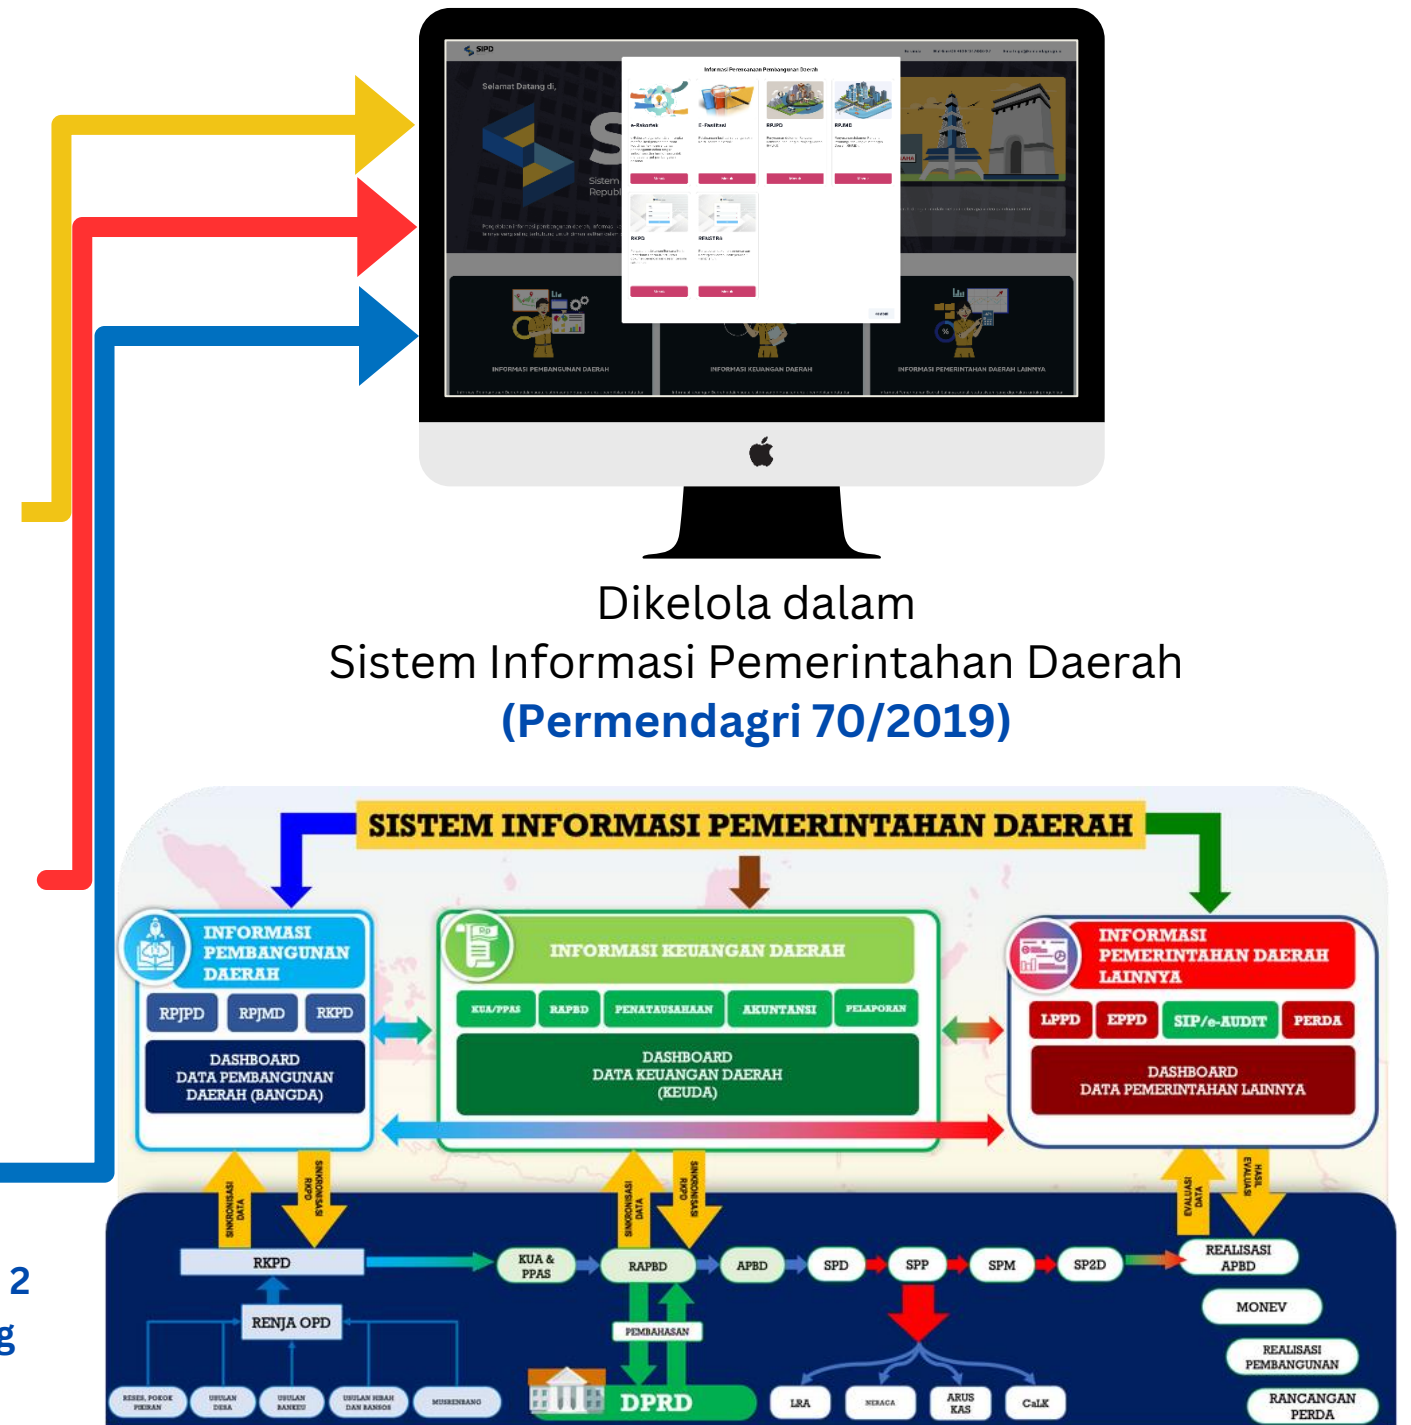 SIPD
Informasi Perencanaan Pembangunan Daerah
Selamat Datang di,
e-Rakortek
E-Fasilitasi
RPJPD
RPJMD
Sistem
Republi
RKPD
RENSTRA
INFORMASI PEMBANGUNAN DAERAH
INFORMASI KEUANGAN DAERAH
INFORMASI PEMERINTAHAN DAERAH LAINNYA
Dikelola dalam
Sistem Informasi Pemerintahan Daerah
(Permendagri 70/2019)
SISTEM INFORMASI PEMERINTAHAN DAERAH
INFORMASI
PEMBANGUNAN
DAERAH
RPJPD RPJMD RKPD
DASHBOARD
DATA PEMBANGUNAN
DAERAH (BANGDA)
Rp
INFORMASI KEUANGAN DAERAH
KUA/PPAS RAPBD PENATAUSAHAAN AKUNTANSI PELAPORAN
DASHBOARD
DATA KEUANGAN DAERAH
(KEUDA)
INFORMASI
PEMERINTAHAN DAERAH
LAINNYA
LPPD EPPD SIP/e-AUDIT PERDA
DASHBOARD
DATA PEMERINTAHAN LAINNYA
SINKRONISASI
DATA
SINKRONISASI
RKPD
SINKRONISASI
DATA
SINKRONISASI
RKPD
EVALUASI
DATA
HASIL
EVALUASI
RKPD
KUA &
PPAS
RAPBD
APBD
SPD
SPP
SPM
SP2D
REALISASI
APBD
2
g
RENJA OPD
PEMBAHASAN
MONEV
REALISASI
PEMBANGUNAN
RESES, POKOK
PIKIRAN
USULAN
DESA
USULAN
BANKEU
USULAN HIBAH
DAN BANSOS
MUSRENBANG
DPRD
LRA
NERACA
ARUS
KAS
CaLK
RANCANGAN
PERDA